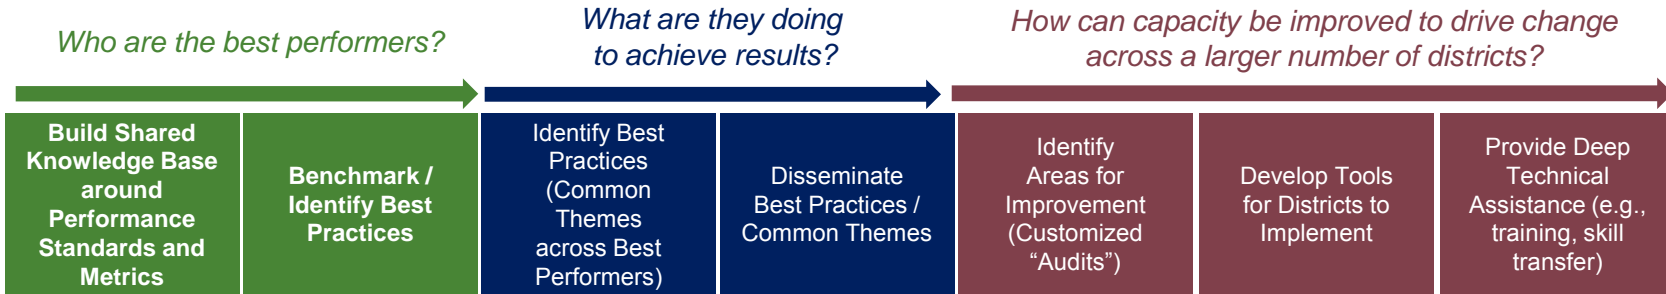 Who are the best performers?
What are they doing
to achieve results?
How can capacity be improved to drive change
across a larger number of districts?
Build Shared
Knowledge Base
around
Performance
Standards and
Metrics
Benchmark /
Identify Best
Practices
Identify Best
Practices
(Common
Themes
across Best
Performers)
Disseminate
Best Practices /
Common Themes
Identify
Areas for
Improvement
(Customized
“Audits”)
Develop Tools
for Districts to
Implement
Provide Deep
Technical
Assistance (e.g.,
training, skill
transfer)